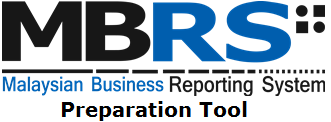 MBRS
Malaysian Business Reporting System
Preparation Tool